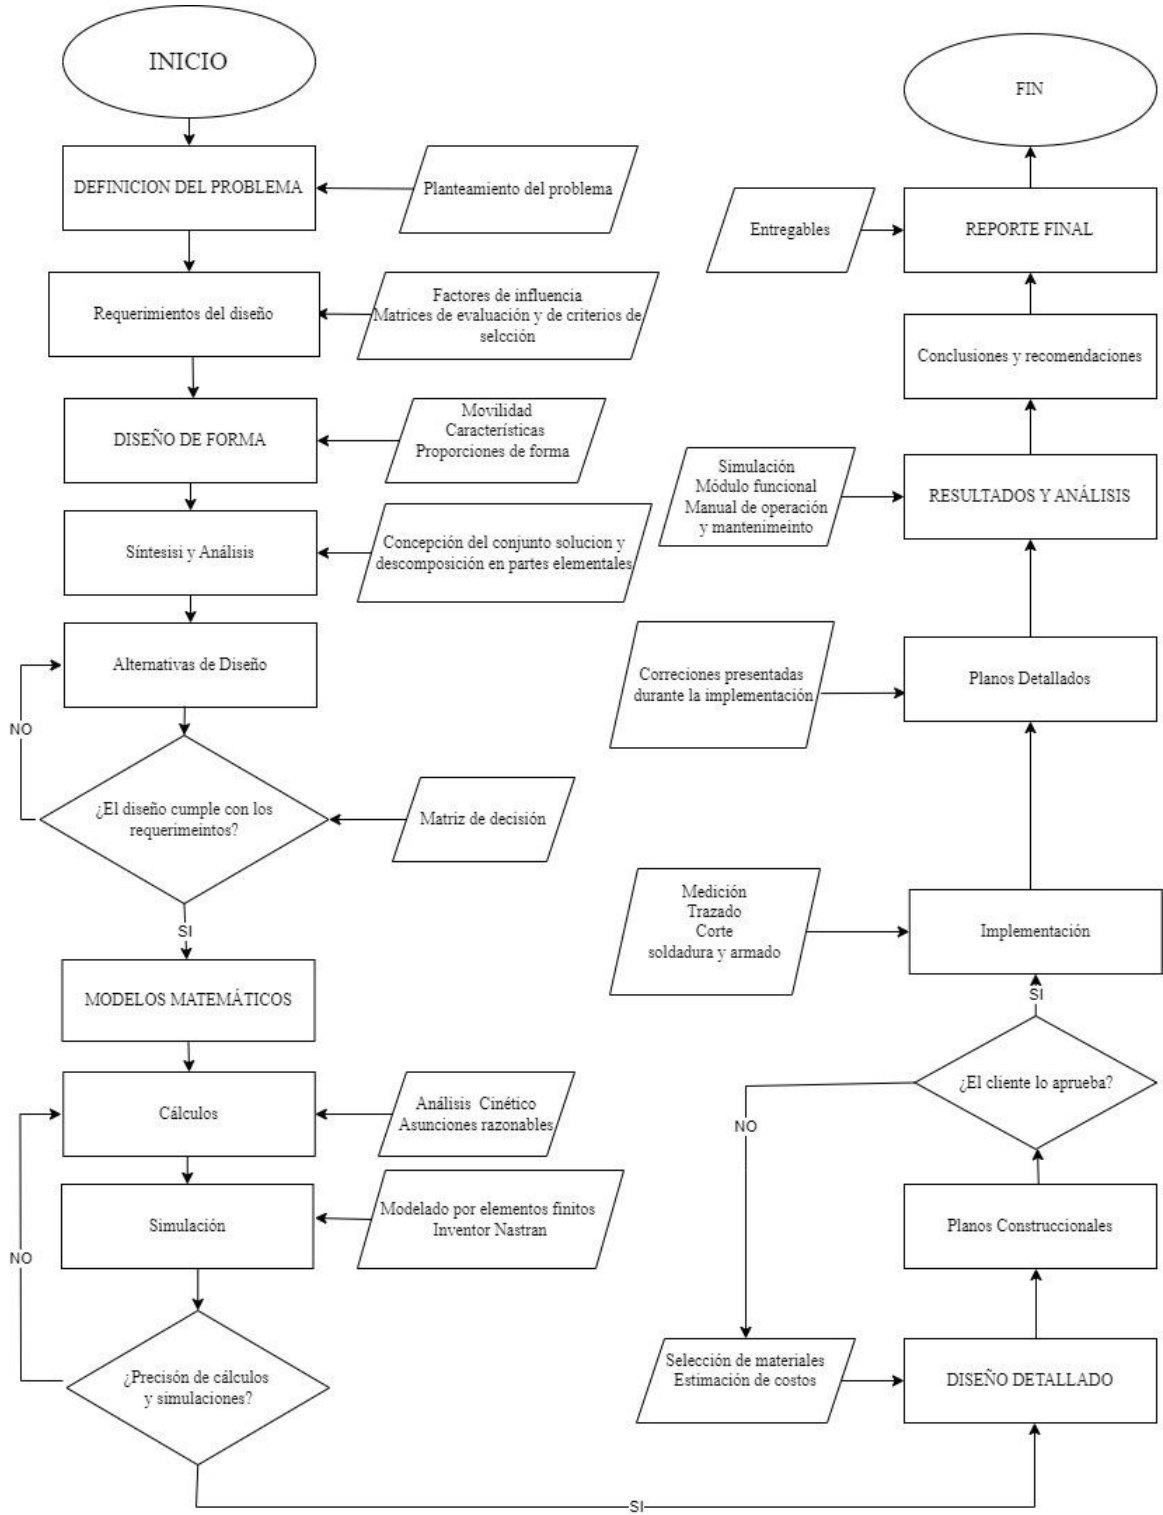 INICIO
DEFINICION DEL PROBLEMA
Planteamiento del problema
Requerimientos del diseño
Factores de influencia
Matrices de evaluación y de criterios de
selcción
DISEÑO DE FORMA
Movilidad
Características
Proporciones de forma
Síntesisi y Análisis
Concepción del conjunto solucion y
descomposición en partes elementales
Alternativas de Diseño
NO
¿El diseño cumple con los
requerimeintos?
Matriz de decisión
SI
MODELOS MATEMÁTICOS
Cálculos
Análisis Cinético
Asunciones razonables
Simulación
Modelado por elementos finitos
Inventor Nastran
NO
¿Precisón de cálculos
y simulaciones?
SI
DISEÑO DETALLADO
Selección de materiales
Estimación de costos
Planos Construccionales
¿El cliente lo aprueba?
NO
SI
Implementación
Medición
Trazado
Corte
soldadura y armado
Planos Detallados
Correciones presentadas
durante la implementación
RESULTADOS Y ANÁLISIS
Simulación
Módulo funcional
Manual de operación
y mantenimeinto
Conclusiones y recomendaciones
REPORTE FINAL
Entregables
FIN